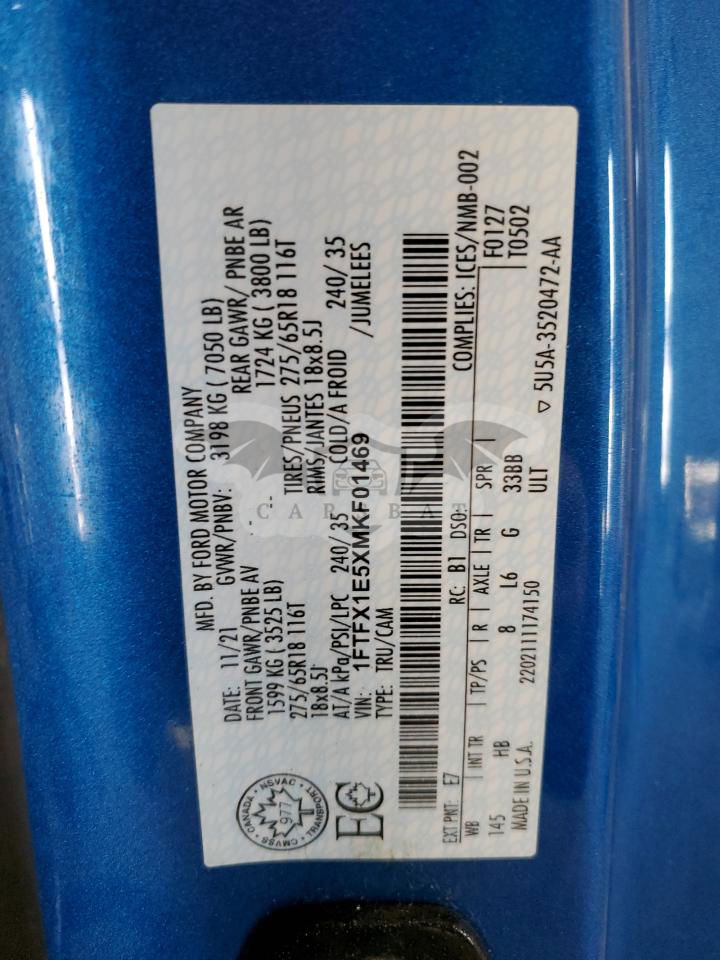 MFD. BY FORD MOTOR COMPANY
DATE: 11/21 GVWR/PNBV: 3198 KG ( 7050 LB)
FRONT GAWR/PNBE AV REAR GAWR/ PNBE AR
1599 KG ( 3525 LB) 1724 KG ( 3800 LB)
275/65R18 116T TIRES/PNEUS 275/65R18 116T
18x8.5J RIMS/JANTES 18x8.5J
AT/A kPa/PSI/LPC 240/ 35 COLD/A FROID 240/ 35
VIN: 1FTFX1E5XMKF01469 /JUMELEES
TYPE: TRU/CAM
EXT PNT: E7 RC: B1 DSO: COMPLIES: ICES/NMB-002
WB | INT TR | TP/PS | R | AXLE | TR | SPR | F0127
145 HB 8 L6 G 33BB T0502
MADE IN U.S.A. 2202111174150 ULT
▽ 5U5A-3520472-AA
CANADA • NSVAC • TRANSPORT • CMVSS
977
EC
CAR BAT